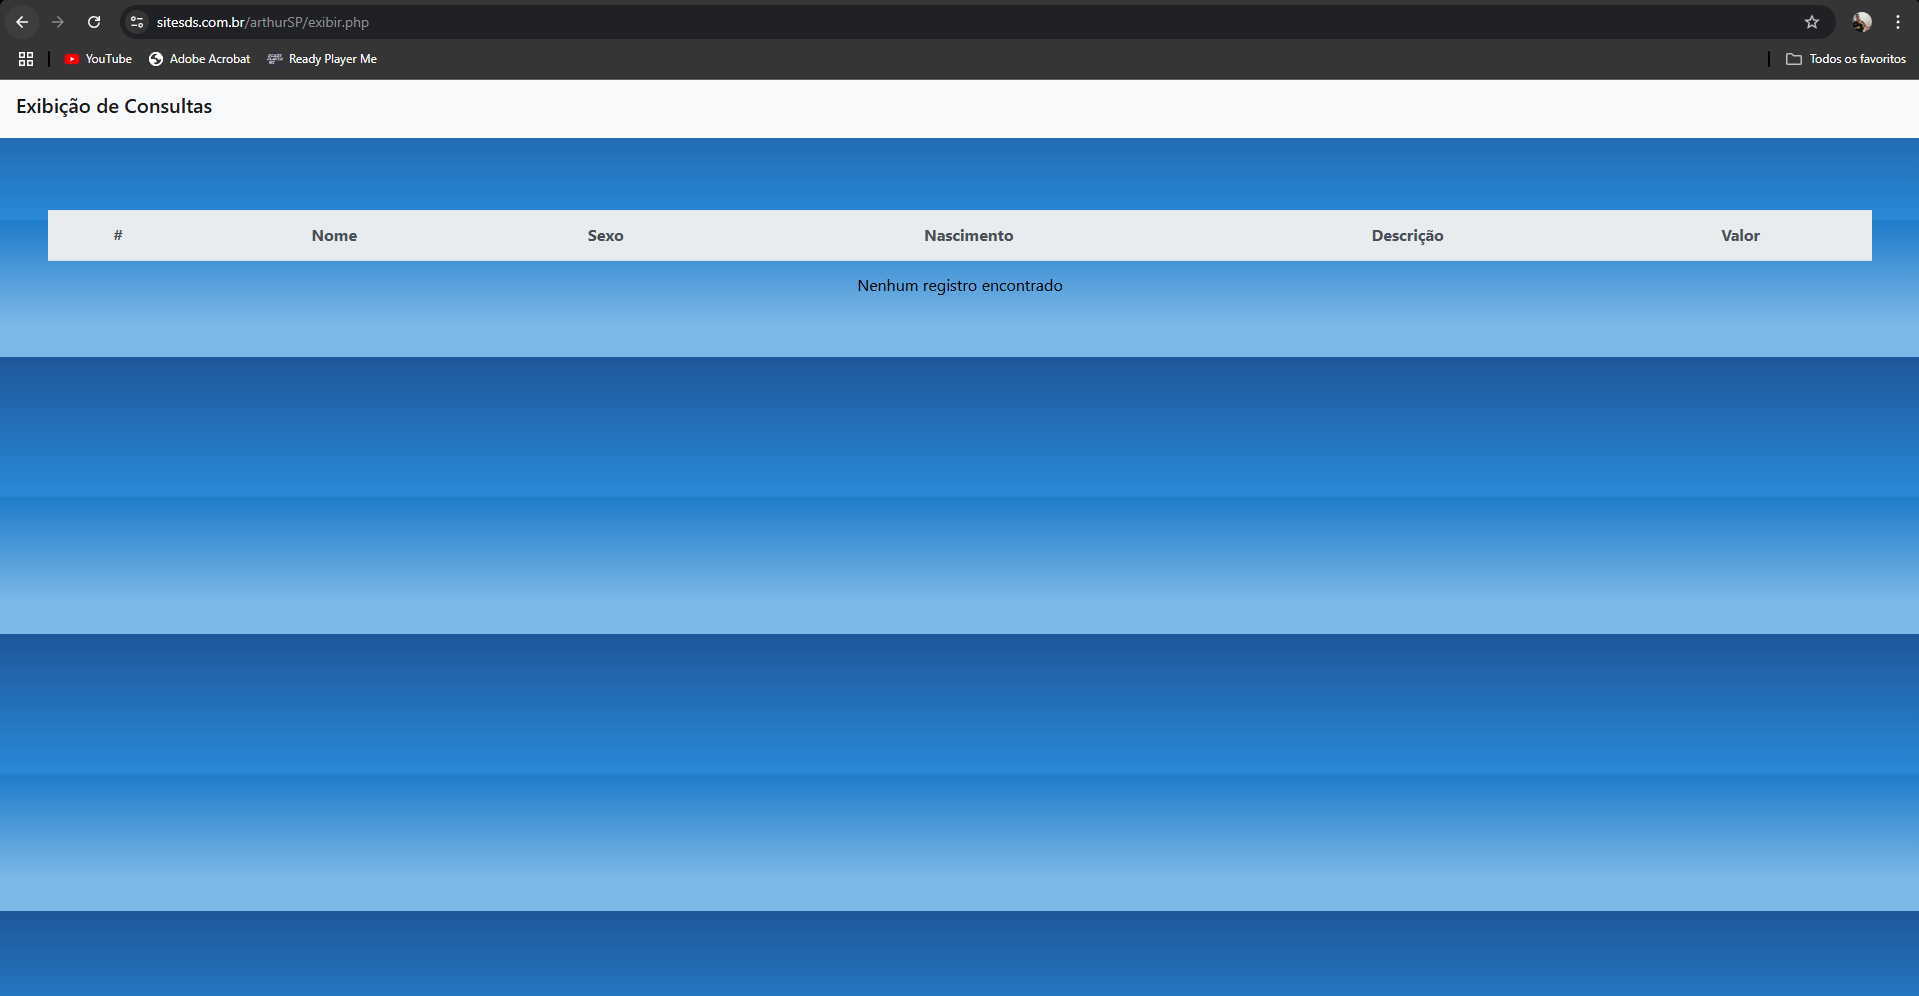 sitesds.com.br/arthurSP/exibir.php
YouTube Adobe Acrobat Ready Player Me Todos os favoritos
Exibição de Consultas
# Nome Sexo Nascimento Descrição Valor
Nenhum registro encontrado